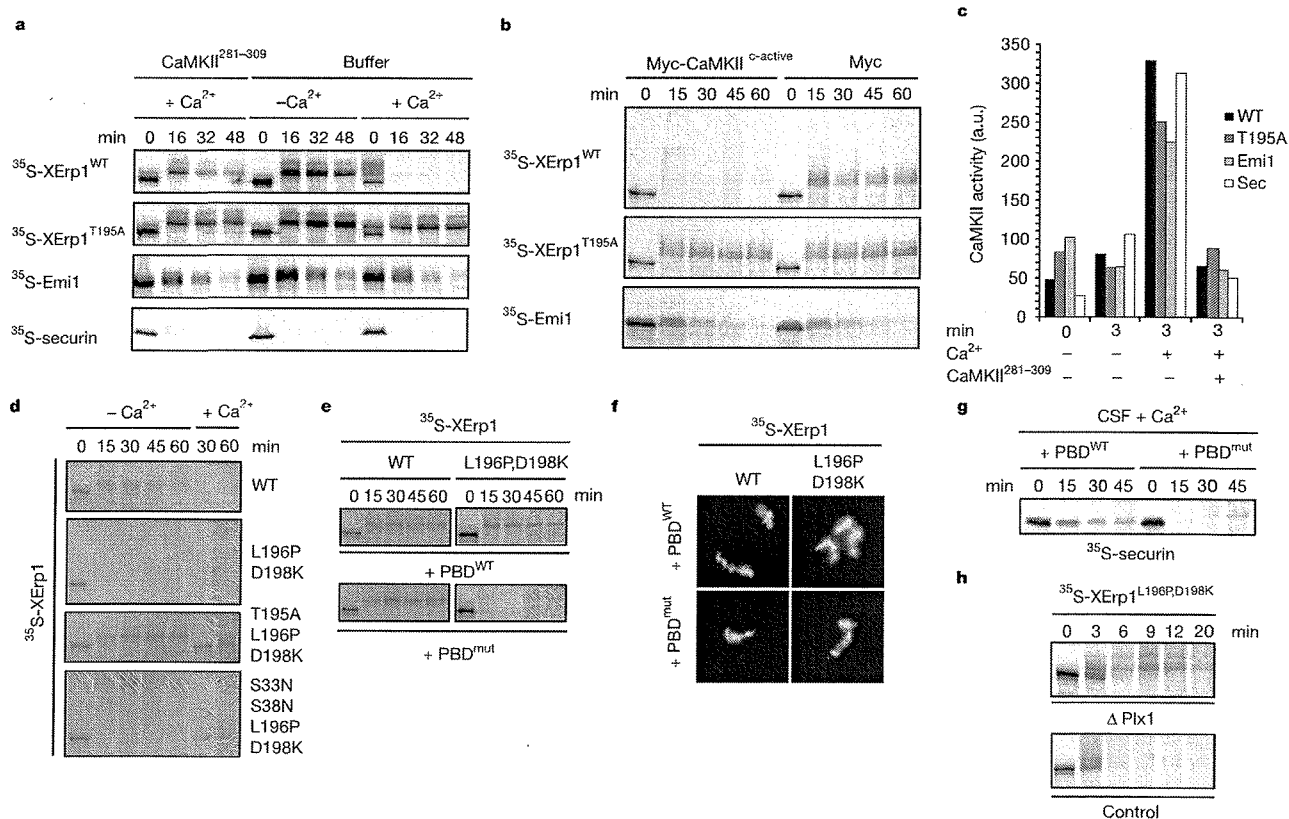 a
CaMKII281–309 Buffer
+ Ca2+ –Ca2+ + Ca2+
min 0 16 32 48 0 16 32 48 0 16 32 48
35S-XErp1WT
35S-XErp1T195A
35S-Emi1
35S-securin
b
Myc-CaMKII c-active Myc
min 0 15 30 45 60 0 15 30 45 60
35S-XErp1WT
35S-XErp1T195A
35S-Emi1
c
CaMKII activity (a.u.)
350
300
250
200
150
100
50
0
WT
T195A
Emi1
Sec
min 0 3 3 3
Ca2+ – – + +
CaMKII281–309 – – – +
d
– Ca2+ + Ca2+
0 15 30 45 60 30 60 min
35S-XErp1
WT
L196P
D198K
T195A
L196P
D198K
S33N
S38N
L196P
D198K
e
35S-XErp1
WT L196P,D198K
0 15 30 45 60 0 15 30 45 60 min
+ PBDWT
+ PBDmut
f
35S-XErp1
WT L196P
D198K
+ PBDWT
+ PBDmut
g
CSF + Ca2+
+ PBDWT + PBDmut
min 0 15 30 45 0 15 30 45
35S-securin
h
35S-XErp1L196P,D198K
0 3 6 9 12 20 min
Δ Plx1
Control